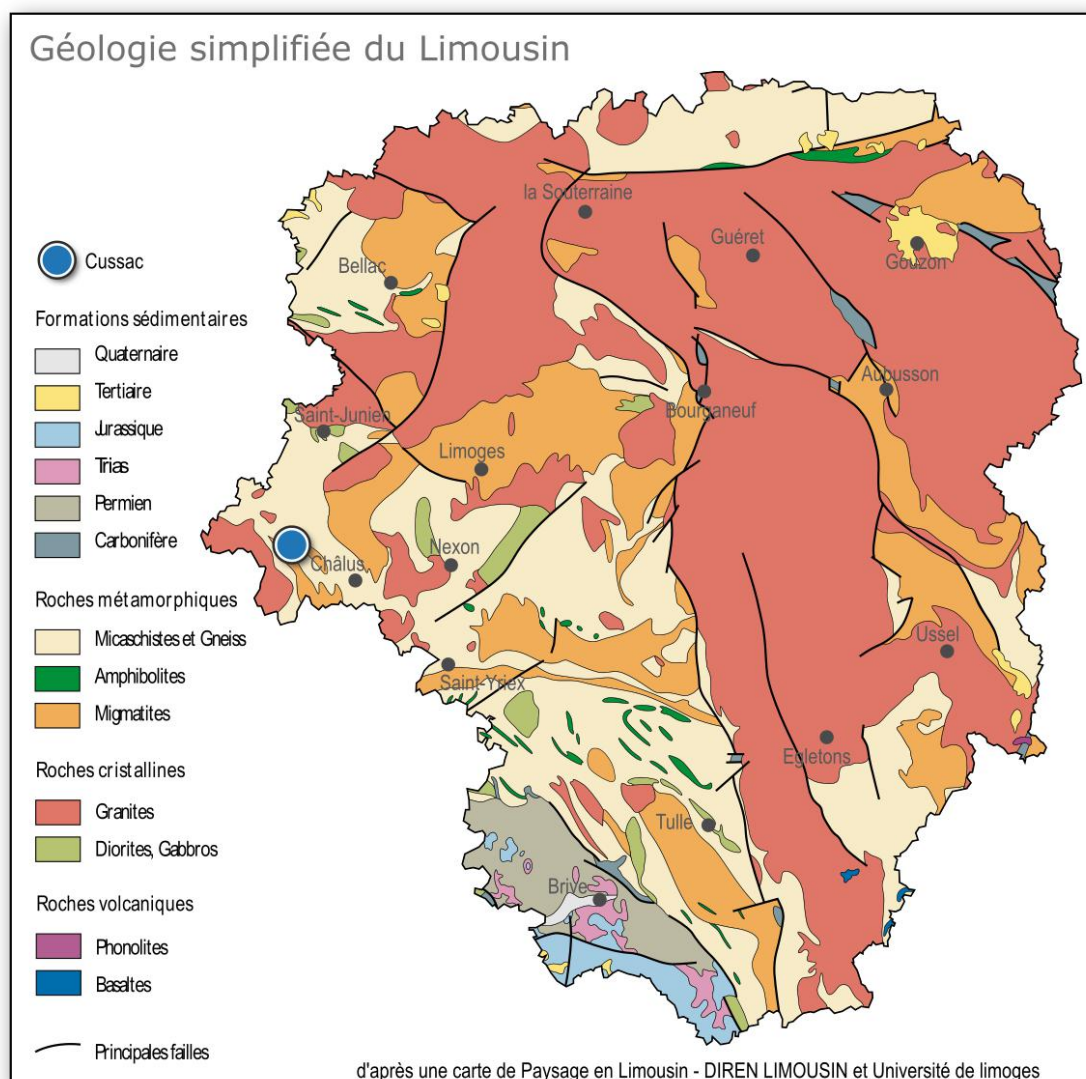 Géologie simplifiée du Limousin
Cussac
Formations sédimentaires
Quaternaire
Tertiaire
Jurassique
Trias
Permien
Carbonifère
Roches métamorphiques
Micaschistes et Gneiss
Amphibolites
Migmatites
Roches cristallines
Granites
Diorites, Gabbros
Roches volcaniques
Phonolites
Basaltes
Principales failles
la Souterraine
Guéret
Gouzon
Bellac
Aubusson
Bourganeuf
Saint-Junien
Limoges
Nexon
Châlus
Ussel
Saint-Yriex
Egletons
Tulle
Brive
d'après une carte de Paysage en Limousin - DIREN LIMOUSIN et Université de limoges